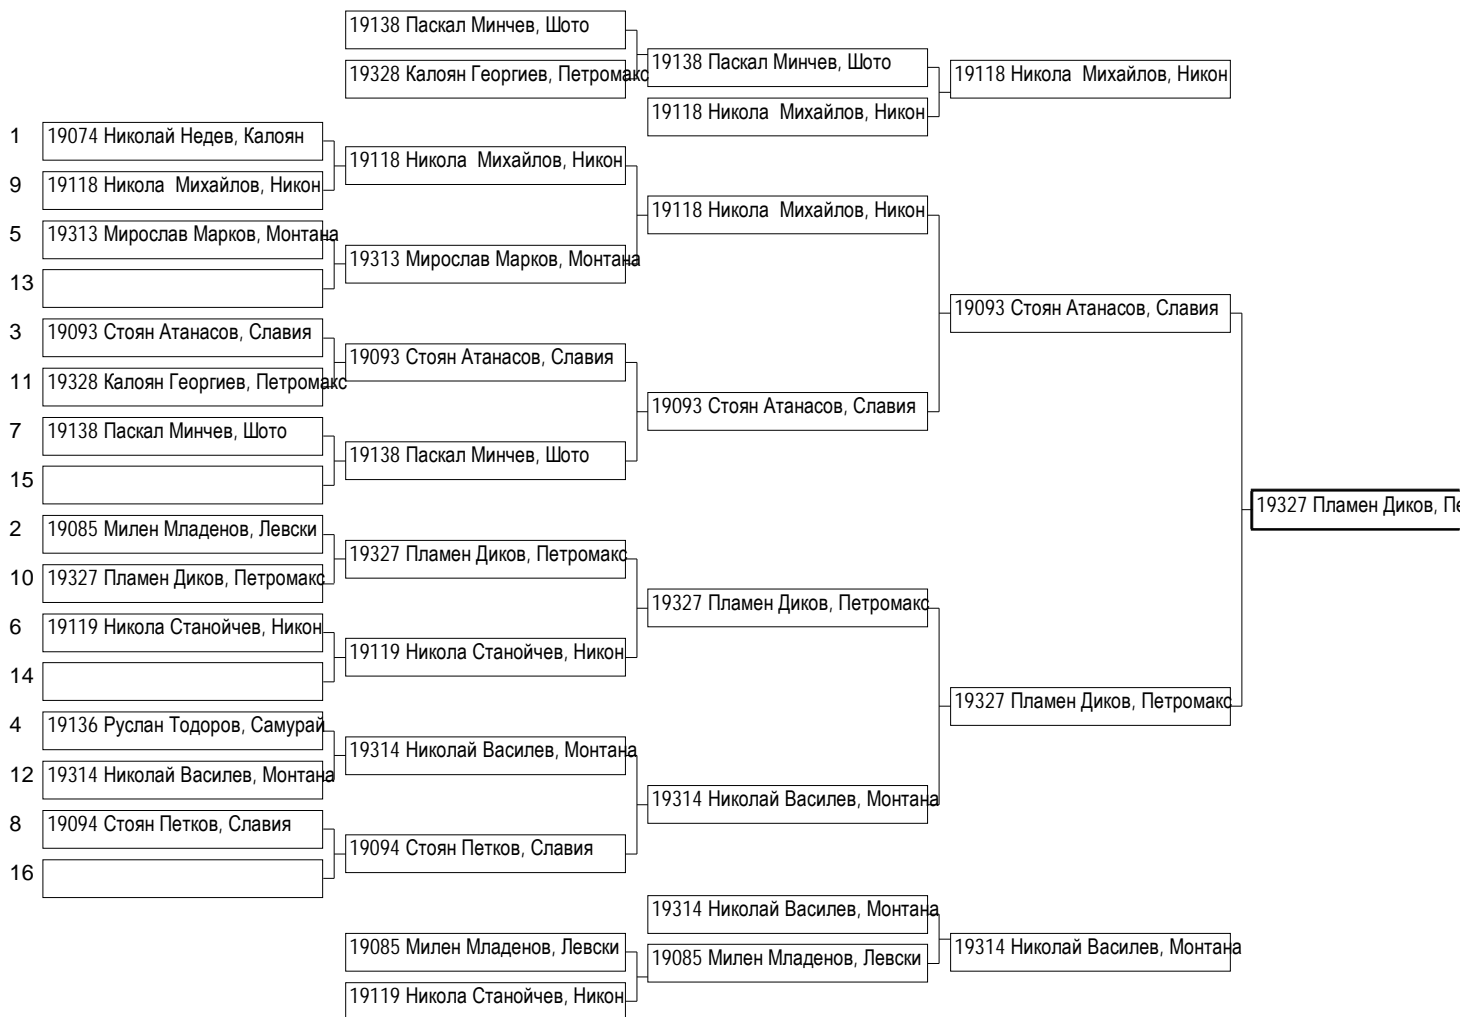 19138 Паскал Минчев, Шото
19328 Калоян Георгиев, Петромакс
19138 Паскал Минчев, Шото
19118 Никола  Михайлов, Никон
19118 Никола  Михайлов, Никон
1 19074 Николай Недев, Калоян
9 19118 Никола  Михайлов, Никон
19118 Никола  Михайлов, Никон
5 19313 Мирослав Марков, Монтана
13
19313 Мирослав Марков, Монтана
19118 Никола  Михайлов, Никон
3 19093 Стоян Атанасов, Славия
11 19328 Калоян Георгиев, Петромакс
19093 Стоян Атанасов, Славия
7 19138 Паскал Минчев, Шото
15
19138 Паскал Минчев, Шото
19093 Стоян Атанасов, Славия
19093 Стоян Атанасов, Славия
2 19085 Милен Младенов, Левски
10 19327 Пламен Диков, Петромакс
19327 Пламен Диков, Петромакс
6 19119 Никола Станойчев, Никон
14
19119 Никола Станойчев, Никон
19327 Пламен Диков, Петромакс
4 19136 Руслан Тодоров, Самурай
12 19314 Николай Василев, Монтана
19314 Николай Василев, Монтана
8 19094 Стоян Петков, Славия
16
19094 Стоян Петков, Славия
19314 Николай Василев, Монтана
19327 Пламен Диков, Петромакс
19327 Пламен Диков, Пе
19314 Николай Василев, Монтана
19085 Милен Младенов, Левски
19119 Никола Станойчев, Никон
19085 Милен Младенов, Левски
19314 Николай Василев, Монтана